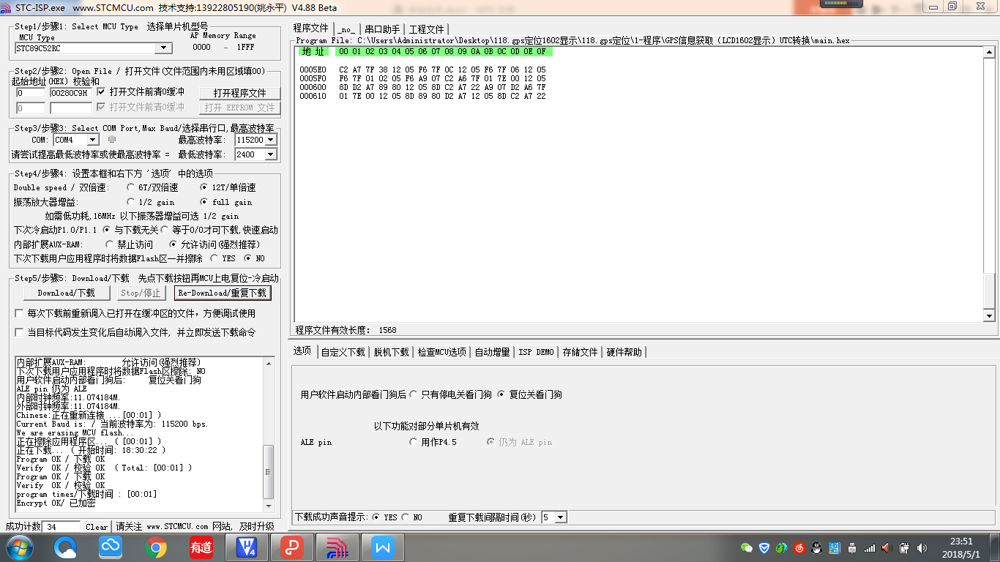 STC-ISP.exe www.STCMCU.com 技术支持:13922805190(姚永平) V4.88 Beta
Step1/步骤1: Select MCU Type 选择单片机型号
MCU Type AP Memory Range
STC89C52RC 0000 - 1FFF
Step2/步骤2: Open File / 打开文件(文件范围内未用区域填00)
起始地址(HEX) 校验和
0 00280C9H 打开文件前清0缓冲 打开程序文件
0 打开文件前清0缓冲 打开 EEPROM 文件
Step3/步骤3: Select COM Port,Max Baud/选择串行口,最高波特率
COM: COM4 最高波特率: 115200
请尝试提高最低波特率或使最高波特率 = 最低波特率: 2400
Step4/步骤4: 设置本框和右下方 '选项' 中的选项
Double speed / 双倍速: 6T/双倍速 12T/单倍速
振荡放大器增益: 1/2 gain full gain
如需低功耗,16MHz 以下振荡器增益可选 1/2 gain
下次冷启动P1.0/P1.1 与下载无关 等于0/0才可下载,快速启动
内部扩展AUX-RAM: 禁止访问 允许访问(强烈推荐)
下次下载用户应用程序时将数据Flash区一并擦除 YES NO
Step5/步骤5: Download/下载 先点下载按钮再MCU上电复位-冷启动
Download/下载 Stop/停止 Re-Download/重复下载
每次下载前重新调入已打开在缓冲区的文件，方便调试使用
当目标代码发生变化后自动调入文件, 并立即发送下载命令
内部扩展AUX-RAM: 允许访问(强烈推荐)
下次下载用户应用程序时将数据Flash区擦除: NO
用户软件启动内部看门狗后: 复位关看门狗
ALE pin 仍为 ALE
内部时钟频率:11.074184M.
外部时钟频率:11.074184M.
Chinese:正在重新连接 ...[00:01] )
Current Baud is: / 当前波特率为: 115200 bps.
We are erasing MCU flash...
正在擦除应用程序区... ( [00:01] )
正在下载... ( 开始时间: 18:30:22 )
Program OK / 下载 OK
Verify OK / 校验 OK ( Total: [00:01] )
Program OK / 下载 OK
Verify OK / 校验 OK
program times/下载时间 : [00:01]
Encrypt OK/ 已加密
成功计数 34 Clear 请关注 www.STCMCU.com 网站, 及时升级
程序文件 _no_ 串口助手 工程文件
Program File: C:\Users\Administrator\Desktop\118.gps定位1602显示\118.gps定位\1-程序\GPS信息获取（LCD1602显示）UTC转换\main.hex
地 址 00 01 02 03 04 05 06 07 08 09 0A 0B 0C 0D 0E 0F
0005E0 C2 A7 7F 38 12 05 F6 7F 0C 12 05 F6 7F 06 12 05
0005F0 F6 7F 01 02 05 F6 A9 07 C2 A6 7F 01 7E 00 12 05
000600 8D D2 A7 89 80 12 05 8D C2 A7 22 A9 07 D2 A6 7F
000610 01 7E 00 12 05 8D 89 80 D2 A7 12 05 8D C2 A7 22
程序文件有效长度: 1568
选项 自定义下载 脱机下载 检查MCU选项 自动增量 ISP DEMO 存储文件 硬件帮助
用户软件启动内部看门狗后 只有停电关看门狗 复位关看门狗
以下功能对部分单片机有效
ALE pin 用作P4.5 仍为 ALE pin
下载成功声音提示: YES NO 重复下载间隔时间(秒) 5
有道
23:51
2018/5/1